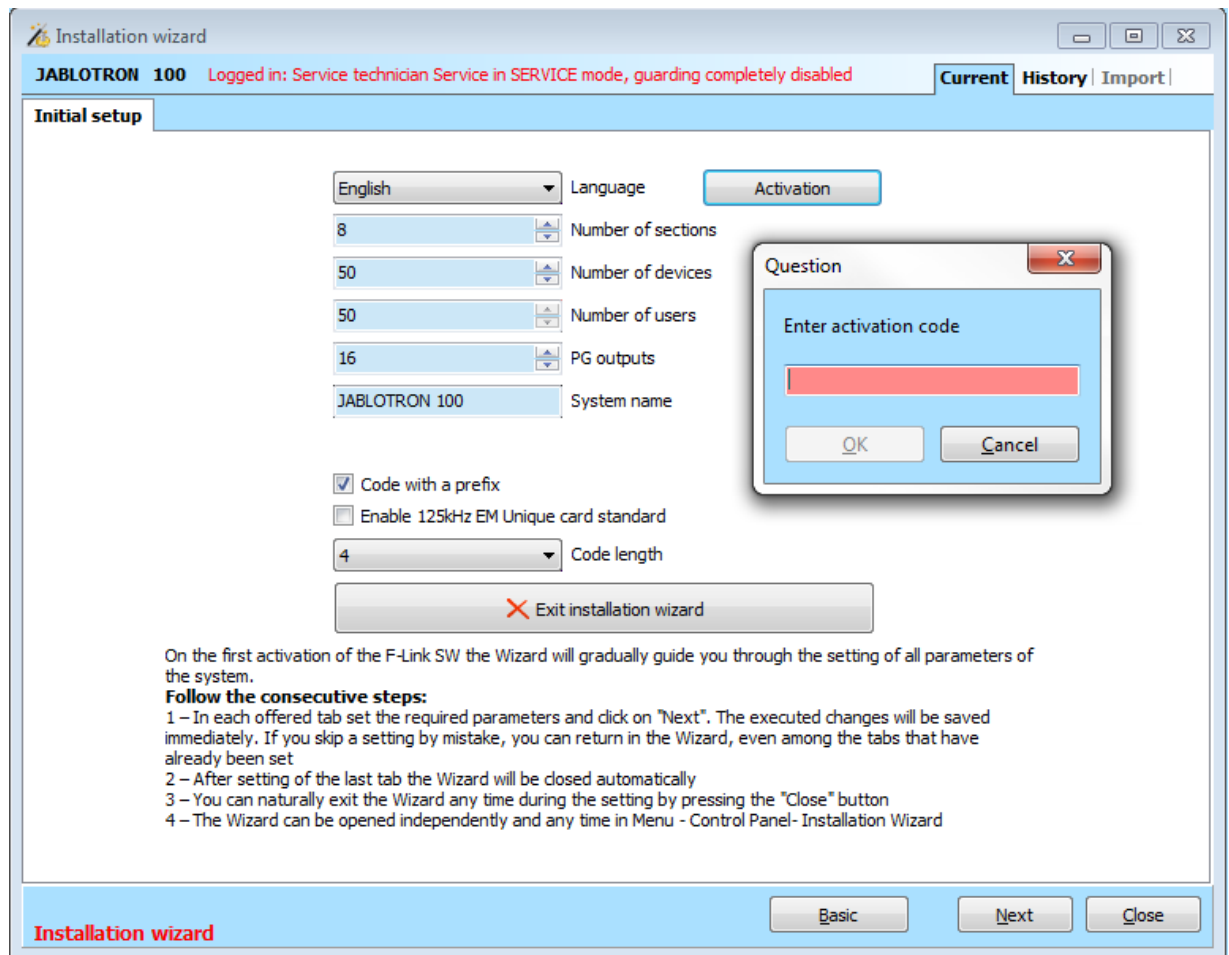 Installation wizard
JABLOTRON 100 Logged in: Service technician Service in SERVICE mode, guarding completely disabled Current History Import
Initial setup
English Language Activation
8 Number of sections
50 Number of devices
50 Number of users
16 PG outputs
JABLOTRON 100 System name
Question
Enter activation code
OK Cancel
Code with a prefix
Enable 125kHz EM Unique card standard
4 Code length
Exit installation wizard
On the first activation of the F-Link SW the Wizard will gradually guide you through the setting of all parameters of
the system.
Follow the consecutive steps:
1 – In each offered tab set the required parameters and click on "Next". The executed changes will be saved
immediately. If you skip a setting by mistake, you can return in the Wizard, even among the tabs that have
already been set
2 – After setting of the last tab the Wizard will be closed automatically
3 – You can naturally exit the Wizard any time during the setting by pressing the "Close" button
4 – The Wizard can be opened independently and any time in Menu - Control Panel- Installation Wizard
Basic Next Close
Installation wizard